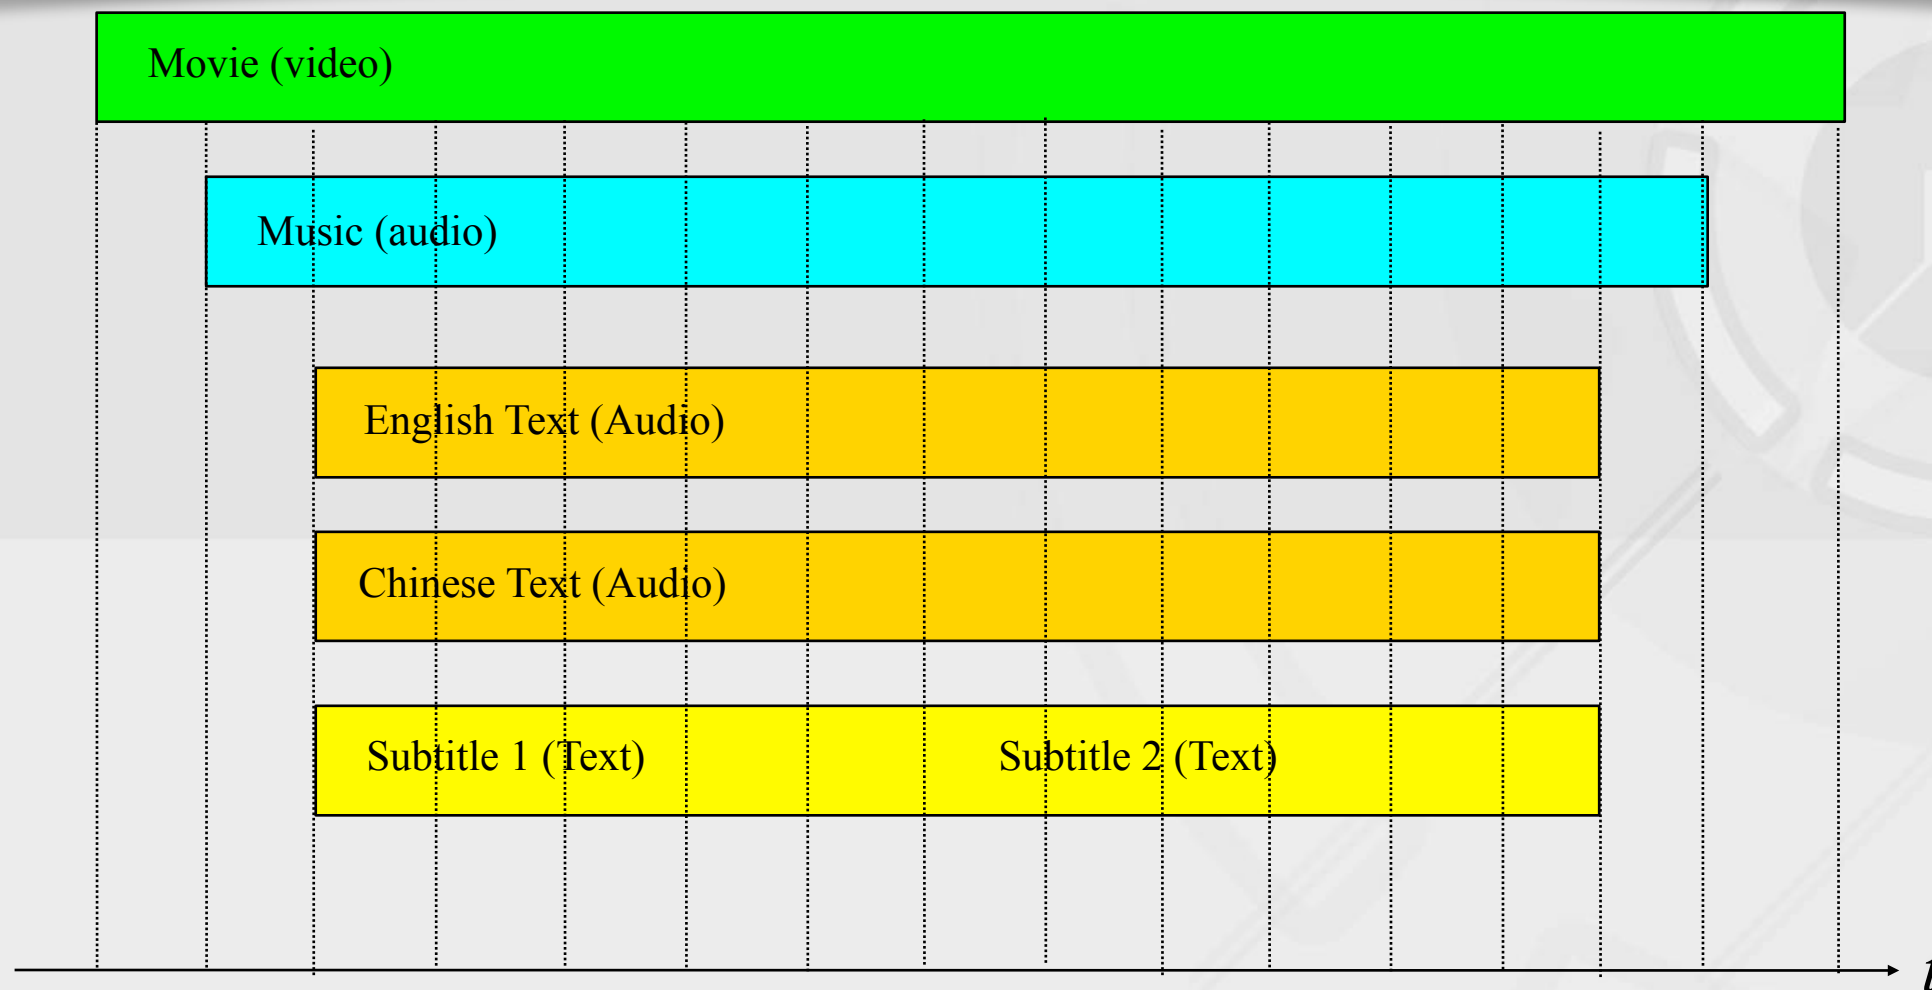 Movie (video)
Music (audio)
English Text (Audio)
Chinese Text (Audio)
Subtitle 1 (Text) Subtitle 2 (Text)
t